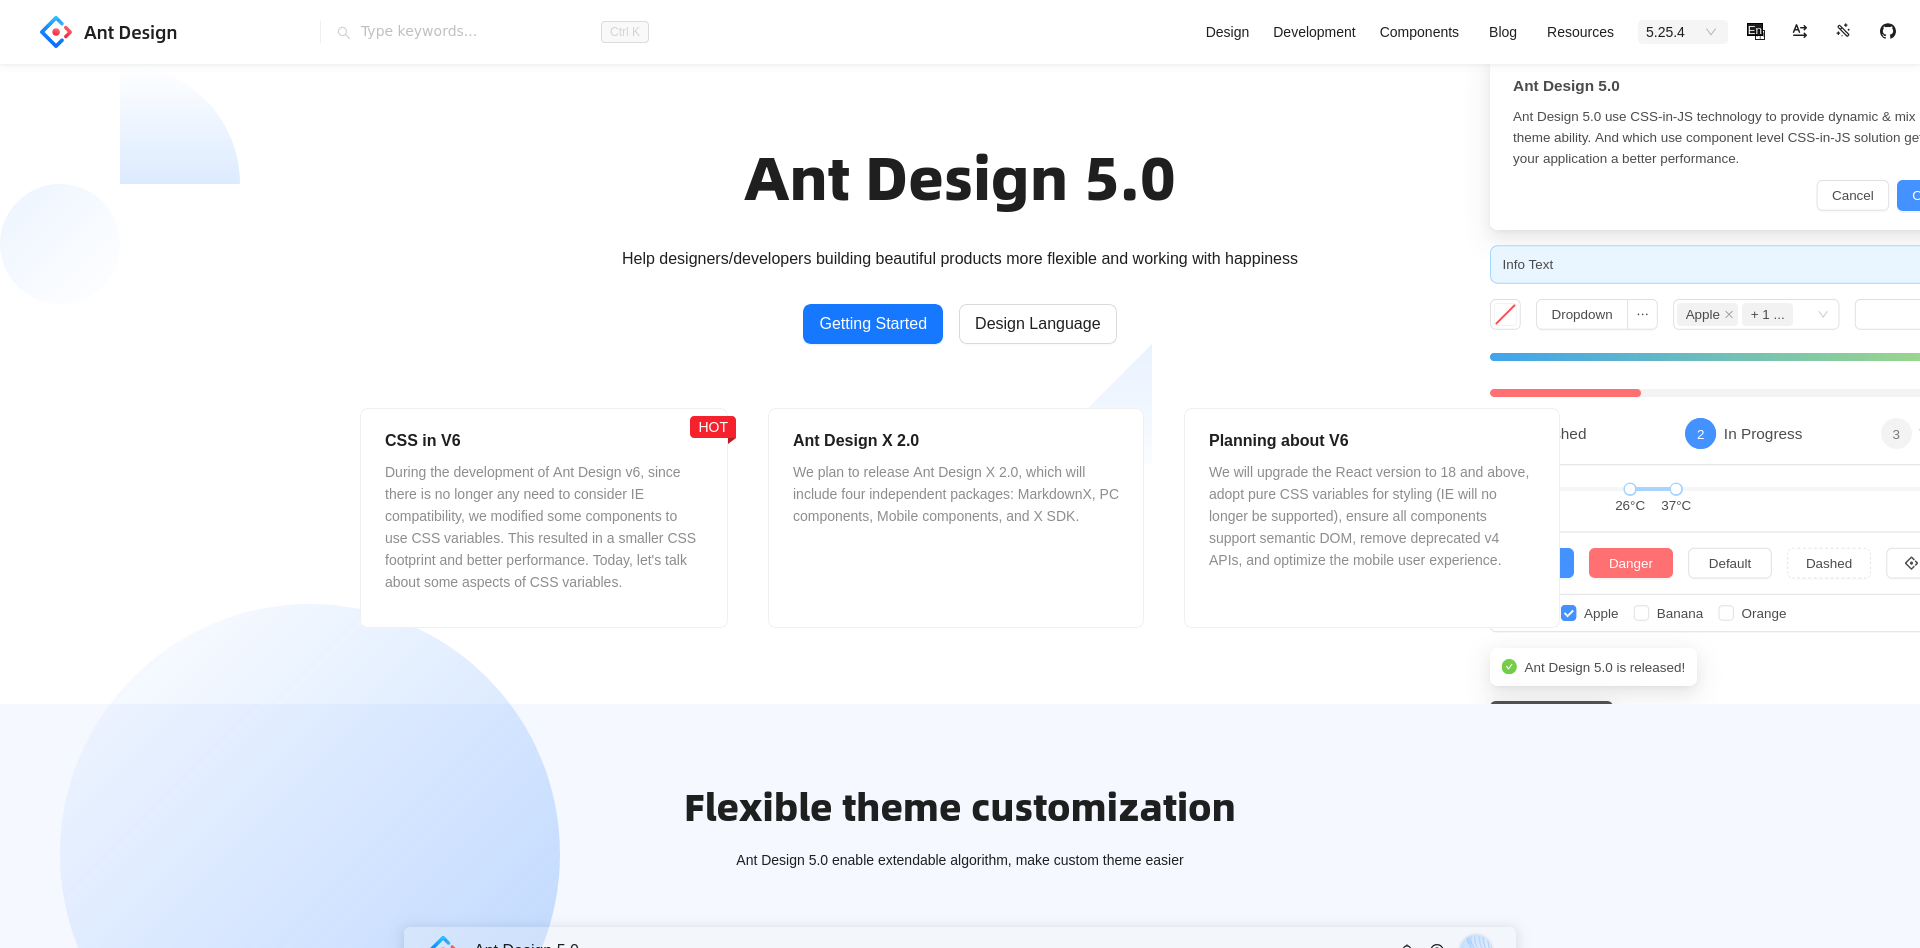 Ant Design
Type keywords...
Ctrl K
Design
Development
Components
Blog
Resources
5.25.4
Ant Design 5.0
Help designers/developers building beautiful products more flexible and working with happiness
Getting Started
Design Language
CSS in V6
HOT
During the development of Ant Design v6, since
there is no longer any need to consider IE
compatibility, we modified some components to
use CSS variables. This resulted in a smaller CSS
footprint and better performance. Today, let's talk
about some aspects of CSS variables.
Ant Design X 2.0
We plan to release Ant Design X 2.0, which will
include four independent packages: MarkdownX, PC
components, Mobile components, and X SDK.
Planning about V6
We will upgrade the React version to 18 and above,
adopt pure CSS variables for styling (IE will no
longer be supported), ensure all components
support semantic DOM, remove deprecated v4
APIs, and optimize the mobile user experience.
Ant Design 5.0
Ant Design 5.0 use CSS-in-JS technology to provide dynamic & mix
theme ability. And which use component level CSS-in-JS solution
your application a better performance.
Cancel
Info Text
Dropdown
Apple
+ 1 ...
2
In Progress
3
26°C
37°C
Danger
Default
Dashed
Apple
Banana
Orange
Ant Design 5.0 is released!
Flexible theme customization
Ant Design 5.0 enable extendable algorithm, make custom theme easier
Ant Design 5.0